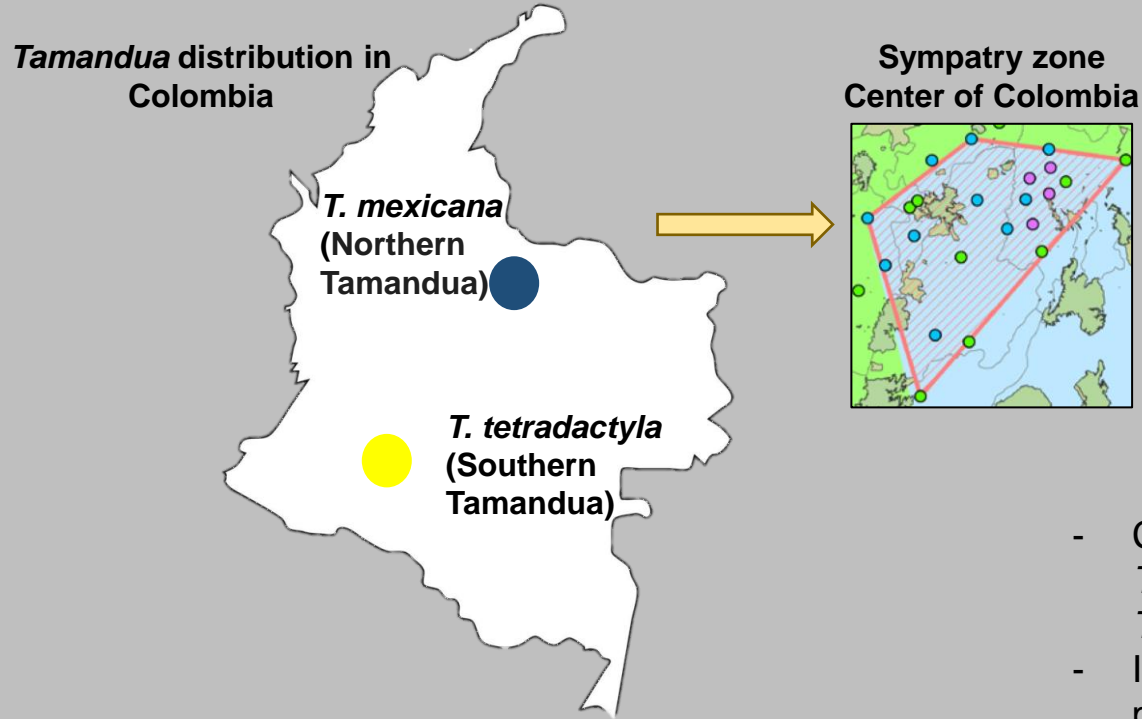 Tamandua distribution in
Colombia
Sympatry zone
Center of Colombia
T. mexicana
(Northern
Tamandua)
T. tetradactyla
(Southern
Tamandua)
-
-